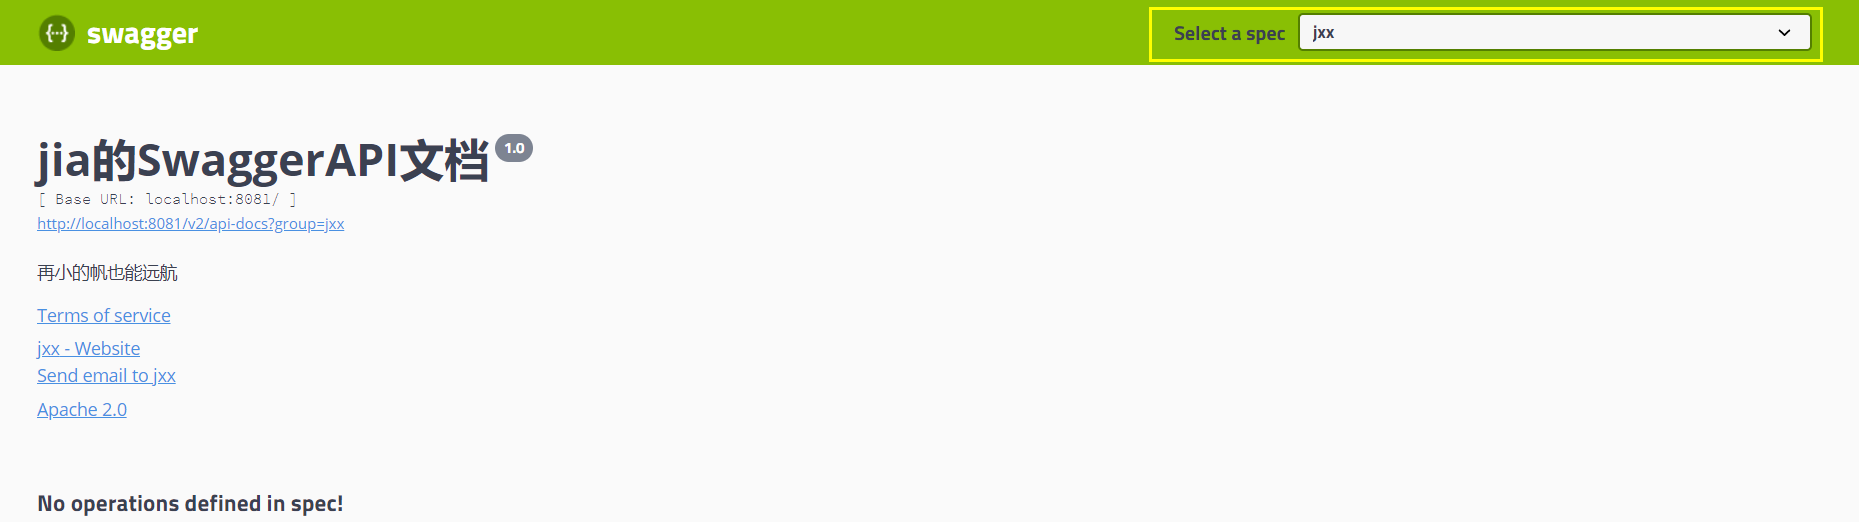 swagger
Select a spec
jxx
jia的SwaggerAPI文档 1.0
[ Base URL: localhost:8081/ ]
http://localhost:8081/v2/api-docs?group=jxx
再小的帆也能远航
Terms of service
jxx - Website
Send email to jxx
Apache 2.0
No operations defined in spec!